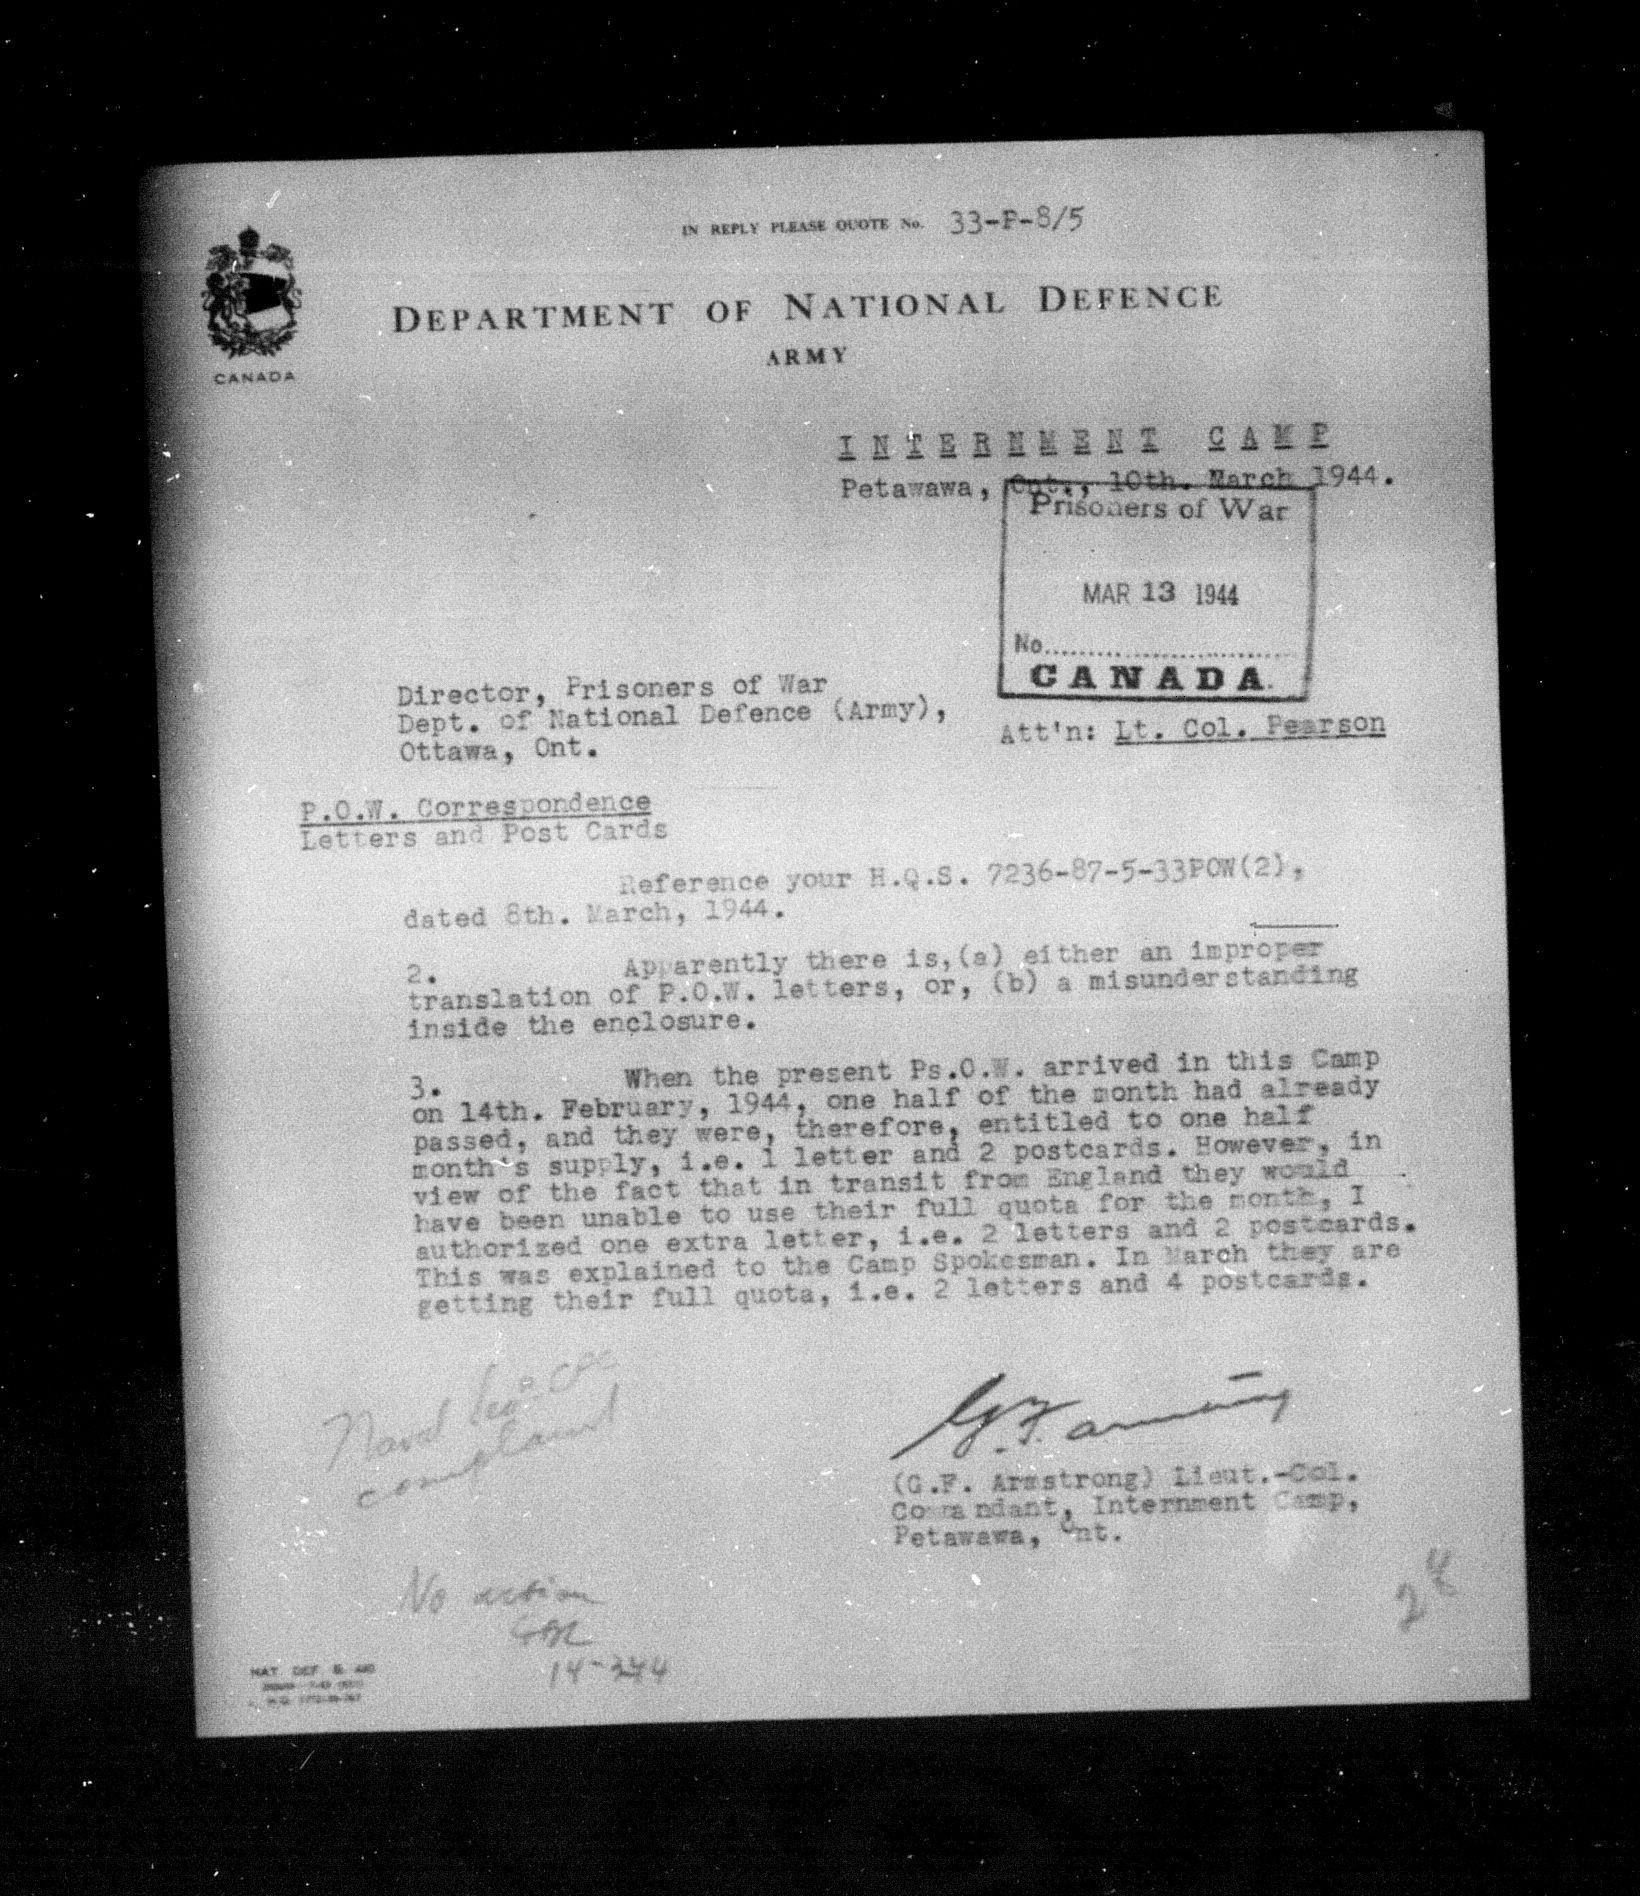 IN REPLY PLEASE QUOTE No. 33-P-8/5
CANADA
DEPARTMENT OF NATIONAL DEFENCE
ARMY
INTERNMENT CAMP
Petawawa, Ont., 10th. March 1944.
Prisoners of War
MAR 13 1944
No.
CANADA
Director, Prisoners of War
Dept. of National Defence (Army),
Ottawa, Ont.
Att'n: Lt. Col. Pearson
P.O.W. Correspondence
Letters and Post Cards
Reference your H.Q.S. 7236-87-5-33POW(2),
dated 8th. March, 1944.
2. Apparently there is,(a) either an improper
translation of P.O.W. letters, or, (b) a misunderstanding
inside the enclosure.
3. When the present Ps.O.W. arrived in this Camp
on 14th. February, 1944, one half of the month had already
passed, and they were, therefore, entitled to one half
month's supply, i.e. 1 letter and 2 postcards. However, in
view of the fact that in transit from England they would
have been unable to use their full quota for the month, I
authorized one extra letter, i.e. 2 letters and 2 postcards.
This was explained to the Camp Spokesman. In March they are
getting their full quota, i.e. 2 letters and 4 postcards.
G.F. Armstrong
(G.F. Armstrong) Lieut.-Col.
Commandant, Internment Camp,
Petawawa, Ont.
complaint
No action
14-3-44
28
NAT. DEF. B.